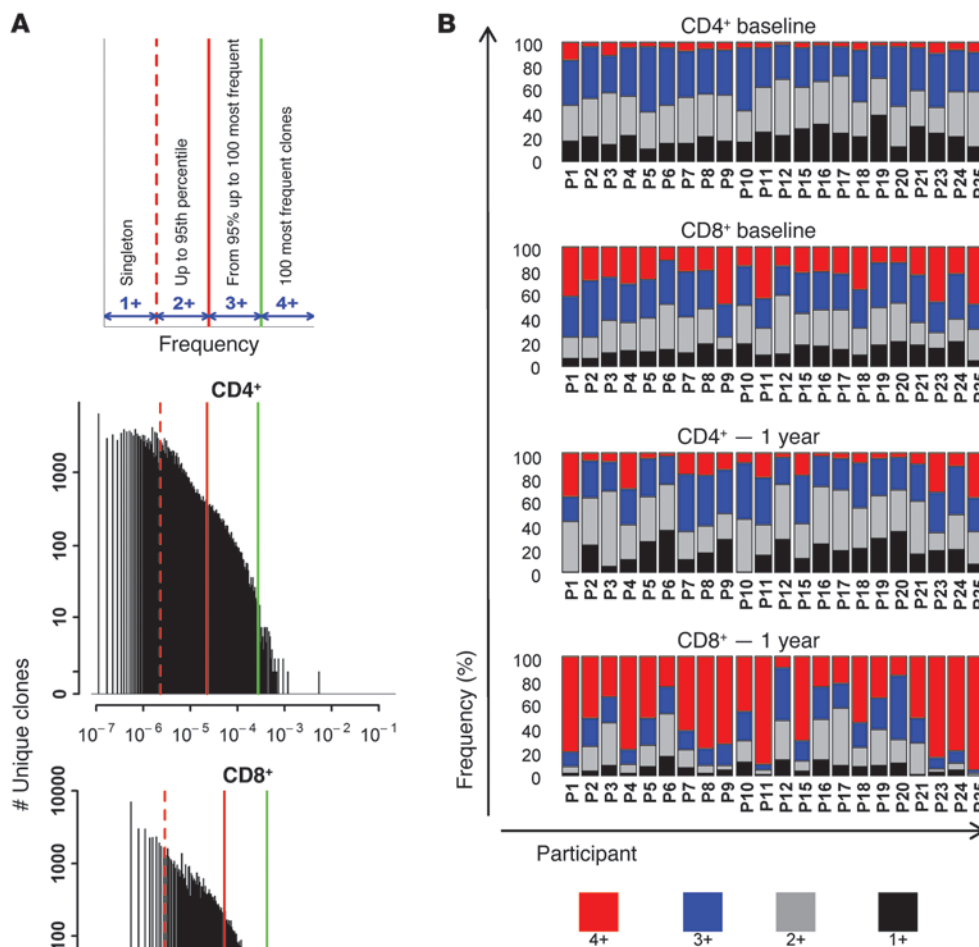 A
Singleton
Up to 95th percentile
From 95% up to 100 most frequent
100 most frequent clones
1+ 2+ 3+ 4+
Frequency
CD4+
1000
100
10
0
10⁻⁷ 10⁻⁶ 10⁻⁵ 10⁻⁴ 10⁻³ 10⁻² 10⁻¹
# Unique clones
CD8+
10000
1000
100
B
CD4+ baseline
100
80
60
40
20
0
P1 P2 P3 P4 P5 P6 P7 P8 P9 P10 P11 P12 P15 P16 P17 P18 P19 P20 P21 P23 P24 P25
CD8+ baseline
100
80
60
40
20
0
P1 P2 P3 P4 P5 P6 P7 P8 P9 P10 P11 P12 P15 P16 P17 P18 P19 P20 P21 P23 P24 P25
CD4+ — 1 year
100
80
60
40
20
0
P1 P2 P3 P4 P5 P6 P7 P8 P9 P10 P11 P12 P15 P16 P17 P18 P19 P20 P21 P23 P24 P25
CD8+ — 1 year
100
80
60
40
20
0
P1 P2 P3 P4 P5 P6 P7 P8 P9 P10 P11 P12 P15 P16 P17 P18 P19 P20 P21 P23 P24 P25
Frequency (%)
Participant
4+ 3+ 2+ 1+